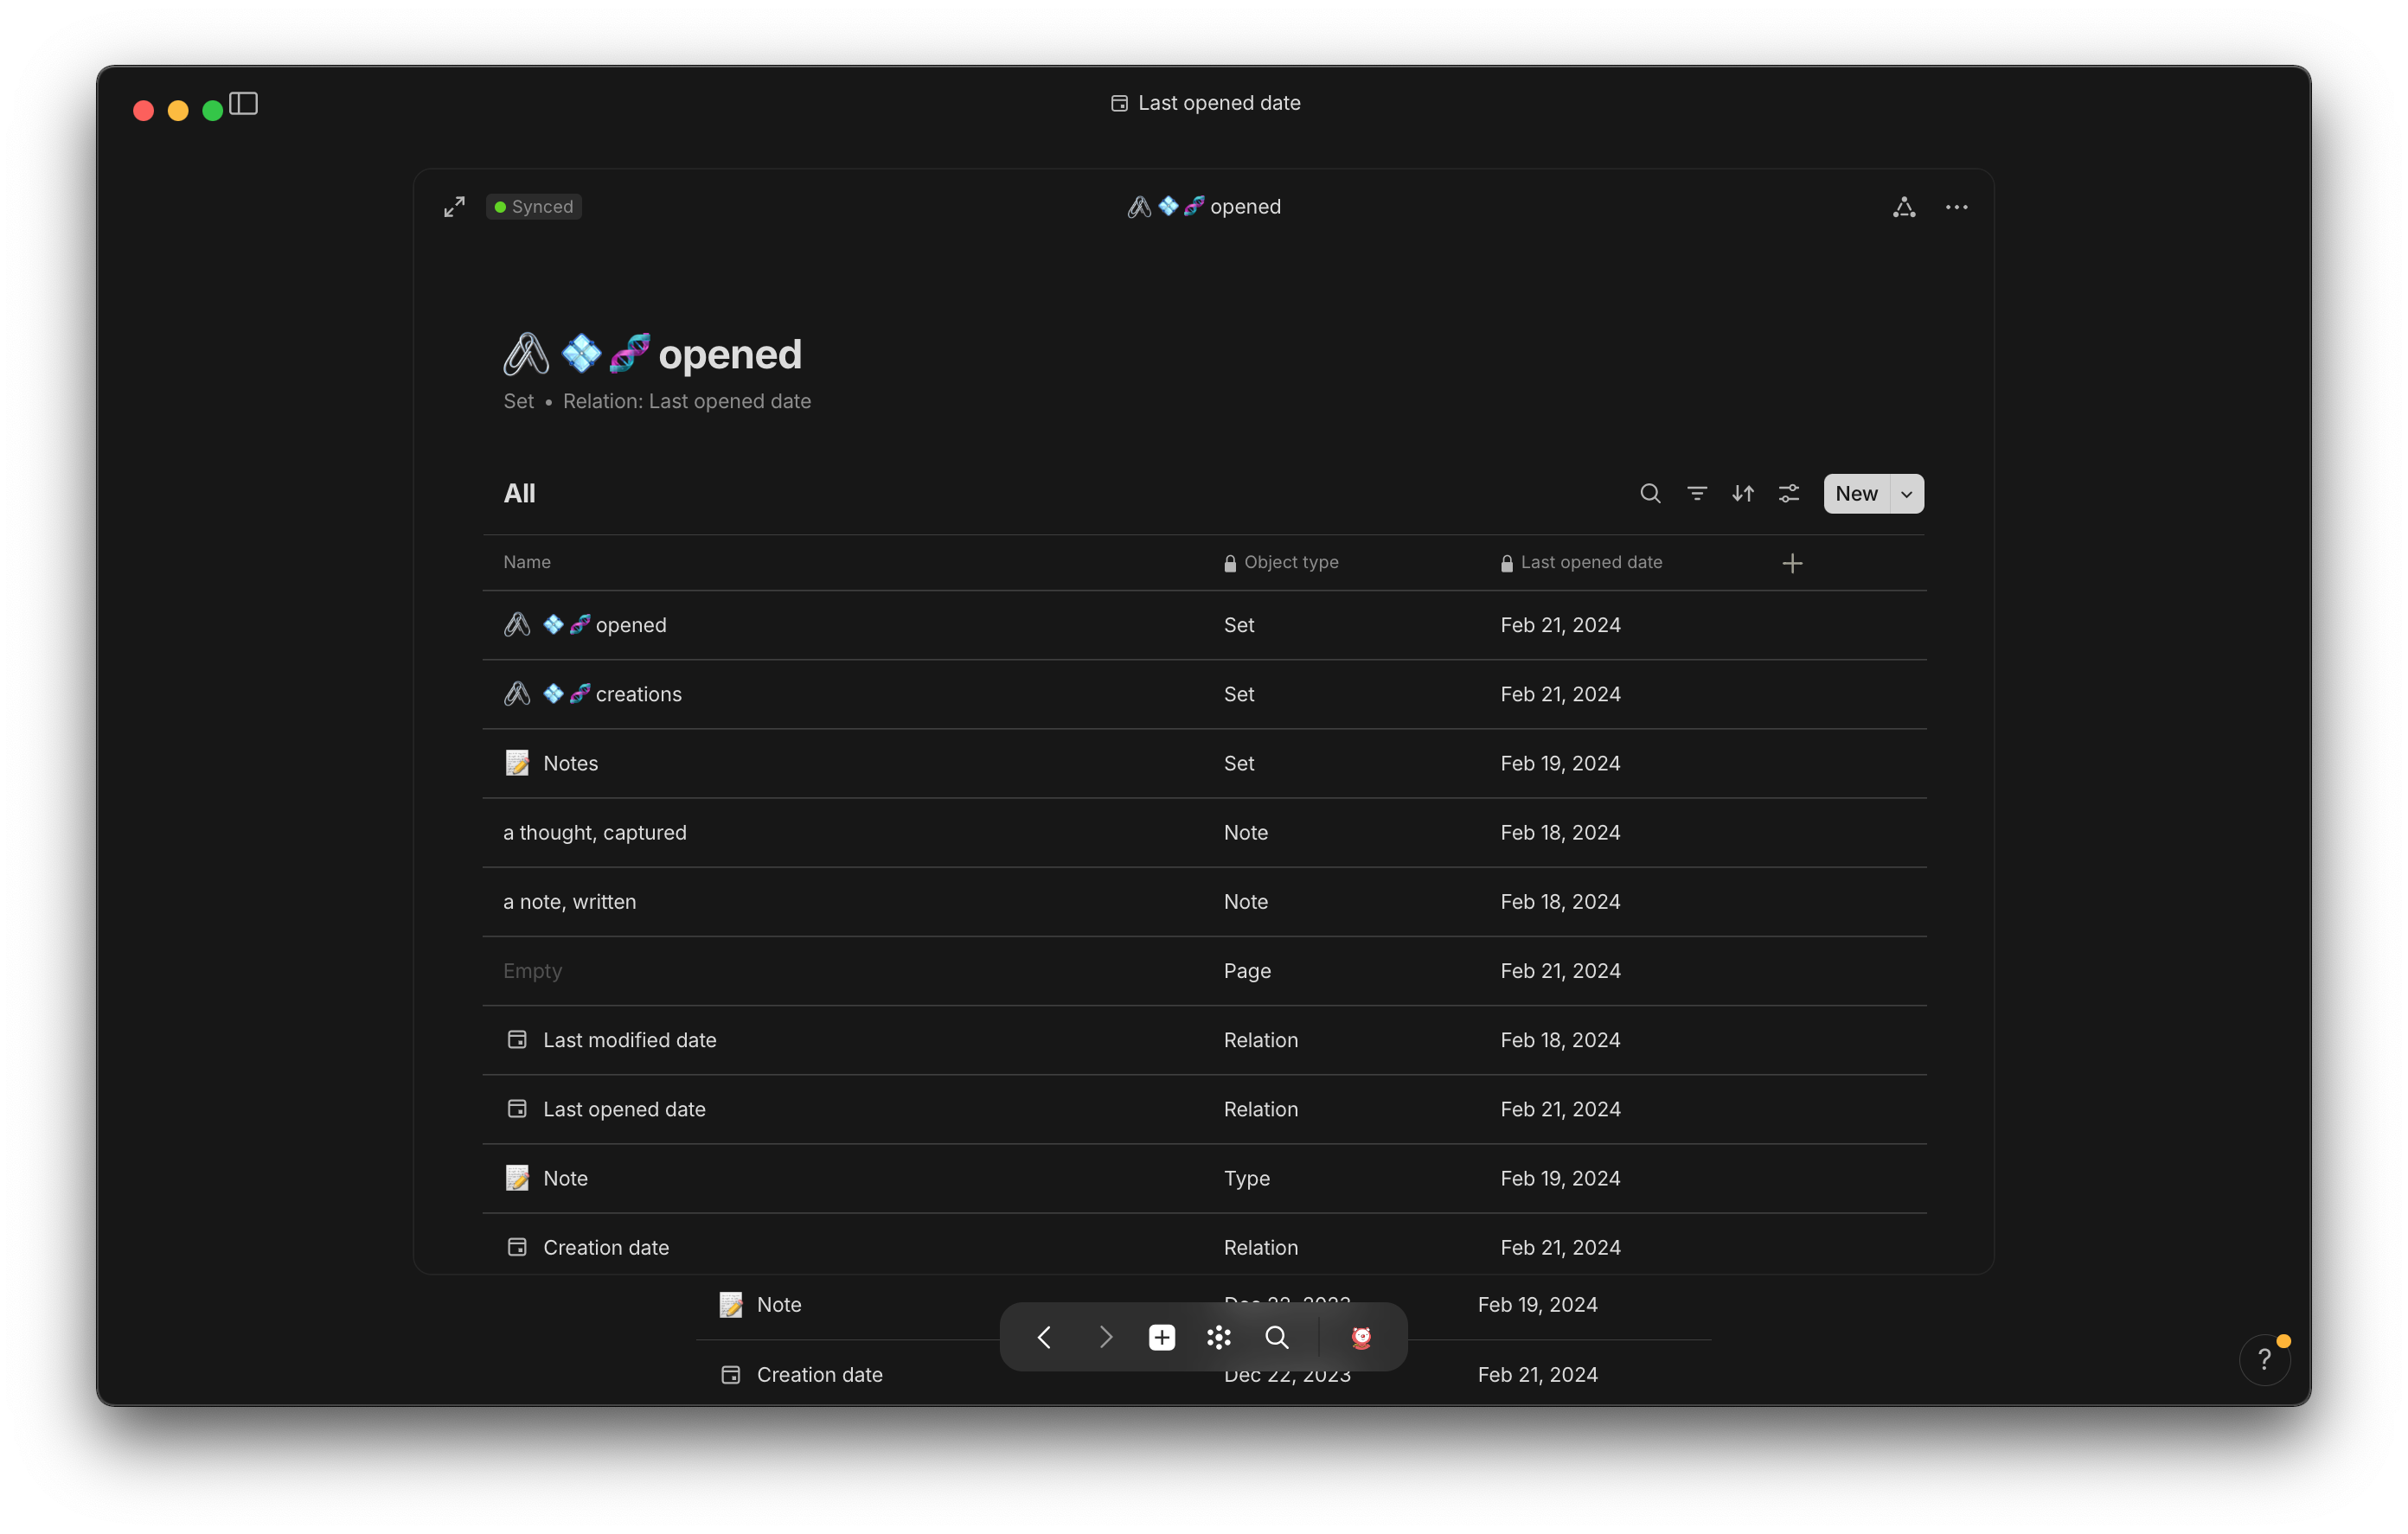 Last opened date
Synced
opened
opened
Set • Relation: Last opened date
All
New
Name Object type Last opened date
opened Set Feb 21, 2024
creations Set Feb 21, 2024
Notes Set Feb 19, 2024
a thought, captured Note Feb 18, 2024
a note, written Note Feb 18, 2024
Empty Page Feb 21, 2024
Last modified date Relation Feb 18, 2024
Last opened date Relation Feb 21, 2024
Note Type Feb 19, 2024
Creation date Relation Feb 21, 2024
Note Dec 22, 2023 Feb 19, 2024
Creation date Dec 22, 2023 Feb 21, 2024
?